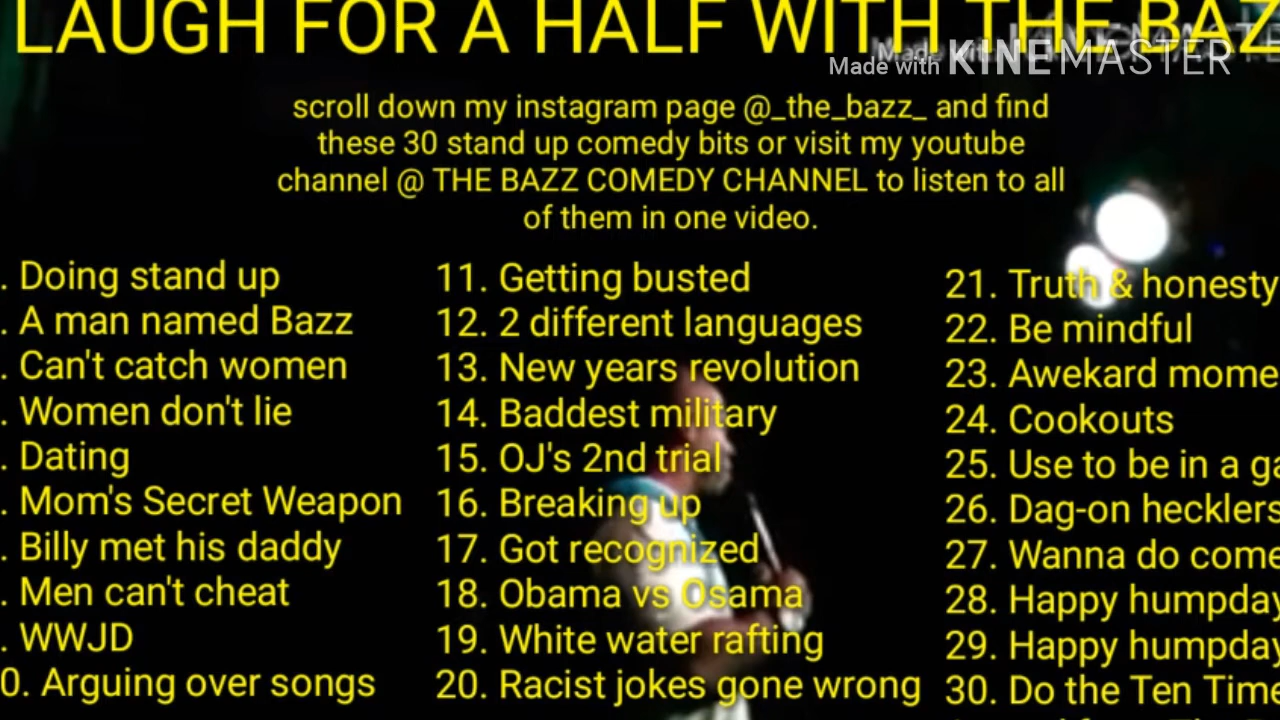 LAUGH FOR A HALF WITH THE BAZ
Made with KINEMASTER
scroll down my instagram page @_the_bazz_ and find
these 30 stand up comedy bits or visit my youtube
channel @ THE BAZZ COMEDY CHANNEL to listen to all
of them in one video.
. Doing stand up
. A man named Bazz
. Can't catch women
. Women don't lie
. Dating
. Mom's Secret Weapon
. Billy met his daddy
. Men can't cheat
. WWJD
0. Arguing over songs
11. Getting busted
12. 2 different languages
13. New years revolution
14. Baddest military
15. OJ's 2nd trial
16. Breaking up
17. Got recognized
18. Obama vs Osama
19. White water rafting
20. Racist jokes gone wrong
21. Truth & honesty
22. Be mindful
23. Awekard mome
24. Cookouts
25. Use to be in a ga
26. Dag-on hecklers
27. Wanna do come
28. Happy humpday
29. Happy humpday
30. Do the Ten Time